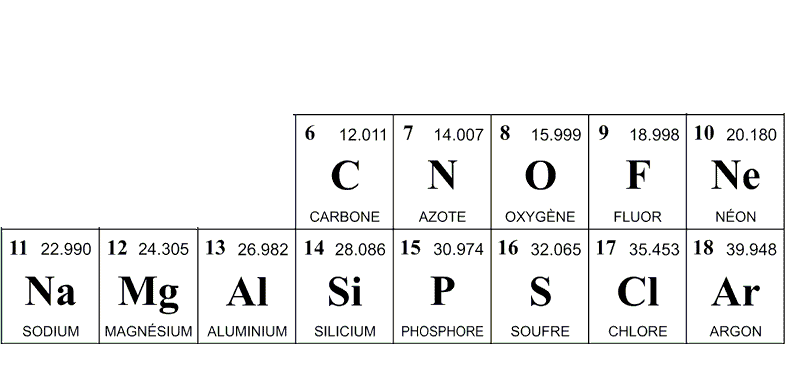 6 12.011 7 14.007 8 15.999 9 18.998 10 20.180
C N O F Ne
CARBONE AZOTE OXYGÈNE FLUOR NÉON
11 22.990 12 24.305 13 26.982 14 28.086 15 30.974 16 32.065 17 35.453 18 39.948
Na Mg Al Si P S Cl Ar
SODIUM MAGNÉSIUM ALUMINIUM SILICIUM PHOSPHORE SOUFRE CHLORE ARGON